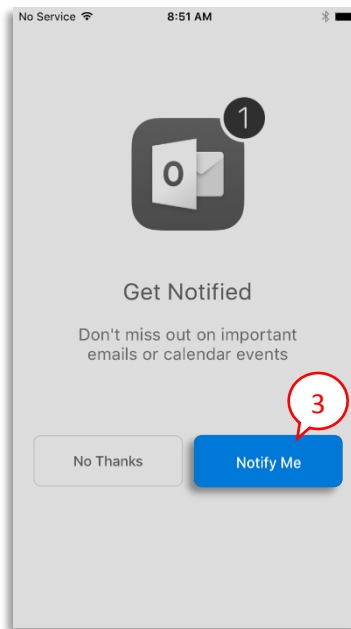 No Service 8:51 AM
1
O
Get Notified
Don't miss out on important
emails or calendar events
3
No Thanks Notify Me